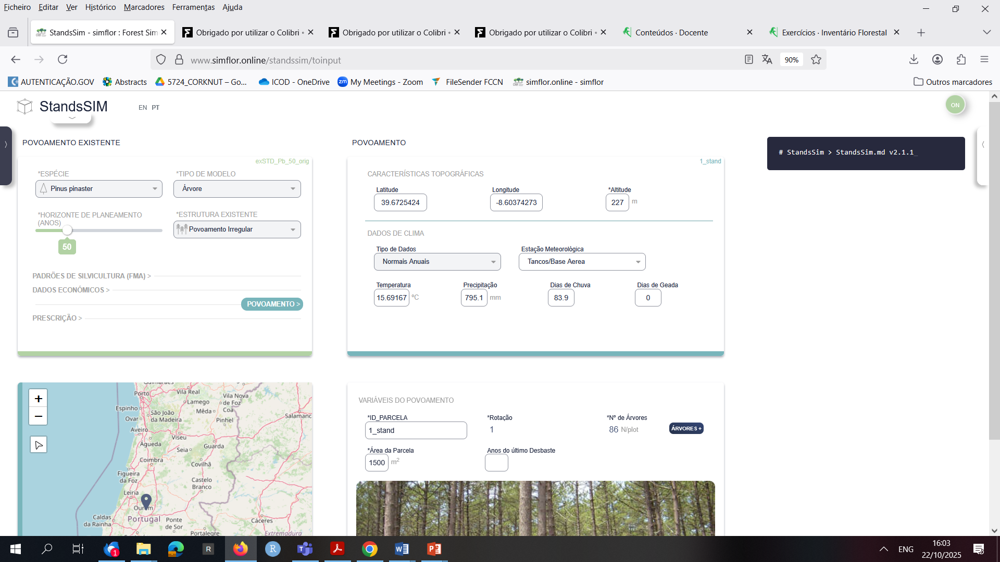 Ficheiro Editar Ver Histórico Marcadores Ferramentas Ajuda
StandsSim - simflor : Forest Sim
Obrigado por utilizar o Colibri •
Obrigado por utilizar o Colibri •
Obrigado por utilizar o Colibri •
Conteúdos · Docente
Exercícios · Inventário Florestal
www.simflor.online/standssim/toinput
90%
AUTENTICAÇÃO.GOV
Abstracts
5724_CORKNUT – Go...
ICOD - OneDrive
zm
My Meetings - Zoom
FileSender FCCN
simflor.online - simflor
Outros marcadores
StandsSIM
EN PT
ON
POVOAMENTO EXISTENTE
exSTD_Pb_50_orig
*ESPÉCIE
*TIPO DE MODELO
Pinus pinaster
Árvore
*HORIZONTE DE PLANEAMENTO
(ANOS)
*ESTRUTURA EXISTENTE
Povoamento Irregular
50
PADRÕES DE SILVICULTURA (FMA) >
DADOS ECONÓMICOS >
POVOAMENTO >
PRESCRIÇÃO >
POVOAMENTO
1_stand
CARACTERÍSTICAS TOPOGRÁFICAS
Latitude
Longitude
*Altitude
39.6725424
-8.60374273
227 m
DADOS DE CLIMA
Tipo de Dados
Estação Meteorológica
Normais Anuais
Tancos/Base Aerea
Temperatura
Precipitação
Dias de Chuva
Dias de Geada
15.69167 ºC
795.1 mm
83.9
0
# StandsSim > StandsSim.md v2.1.1_
+
−
Porto
Vila Real
Vila Nova
de Foz
Coa
Espinho
Lamego
Ovar
São João
da Madeira
Mêda
Pinhel
Salamanc
Aveiro
Viseu
Águeda
Seia
Guarda
Coimbra
Covilhã
Figueira
da Foz
Castelo
Branco
Leiria
Ourém
Caldas
da Rainha
Portugal
Ponte
de Sor
Cáceres
Portalegre
Extremadura
VARIÁVEIS DO POVOAMENTO
*ID_PARCELA
*Rotação
*Nº de Árvores
1_stand
1
86 N/plot
ÁRVORES +
*Área da Parcela
Anos do último Desbaste
1500 m2
1
R
R
W
P
ENG
16:03
22/10/2025